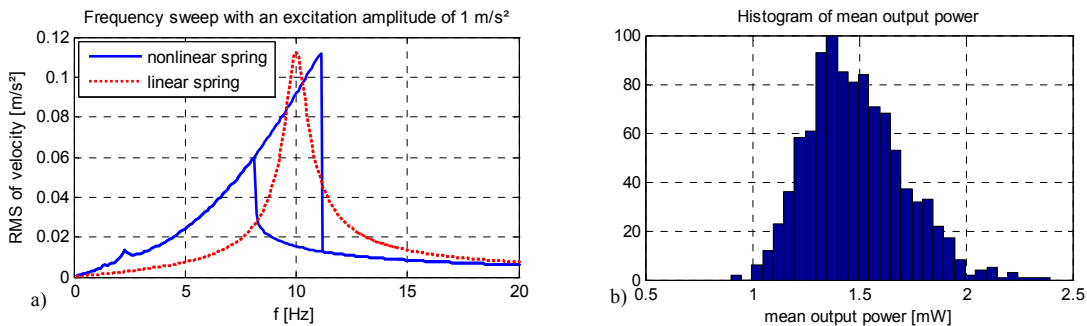 Frequency sweep with an excitation amplitude of 1 m/s²
0.12
0.1
0.08
0.06
0.04
0.02
0
RMS of velocity [m/s²]
nonlinear spring
linear spring
0 5 10 15 20
f [Hz]
a)
Histogram of mean output power
100
80
60
40
20
0
0.5 1 1.5 2 2.5
mean output power [mW]
b)